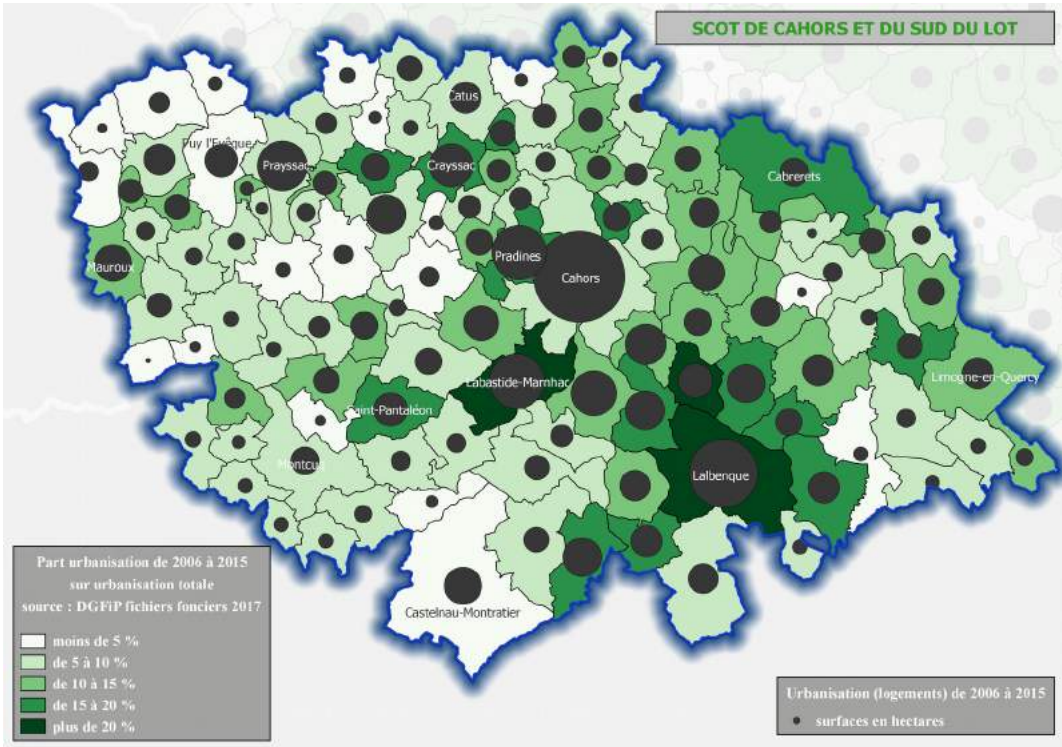 SCOT DE CAHORS ET DU SUD DU LOT
Catus
Puy l'Evêque
Prayssac
Crayssac
Cabrerets
Mauroux
Pradines
Cahors
Labastide-Marnhac
Limogne-en-Quercy
Saint-Pantaléon
Montcuq
Lalbenque
Castelnau-Montratier
Part urbanisation de 2006 à 2015
sur urbanisation totale
source : DGFiP fichiers fonciers 2017
moins de 5 %
de 5 à 10 %
de 10 à 15 %
de 15 à 20 %
plus de 20 %
Urbanisation (logements) de 2006 à 2015
surfaces en hectares